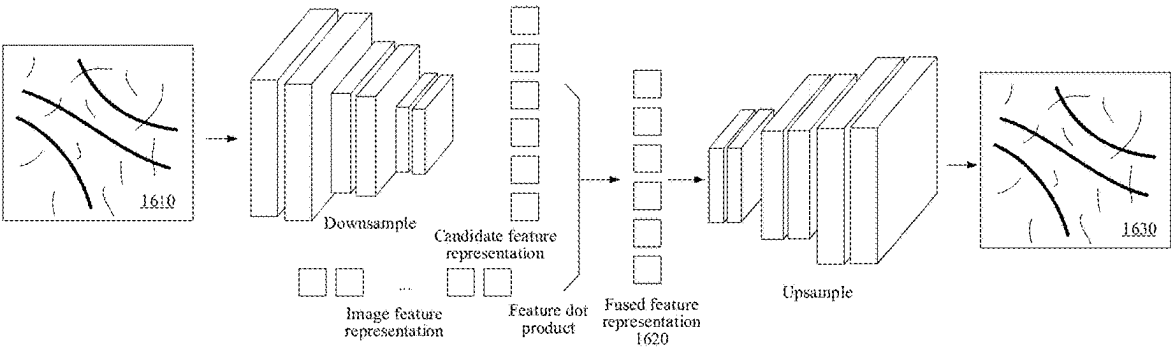 1610
Downsample
Candidate feature
representation
...
Image feature
representation
Feature dot
product
Fused feature
representation
1620
Upsample
1630